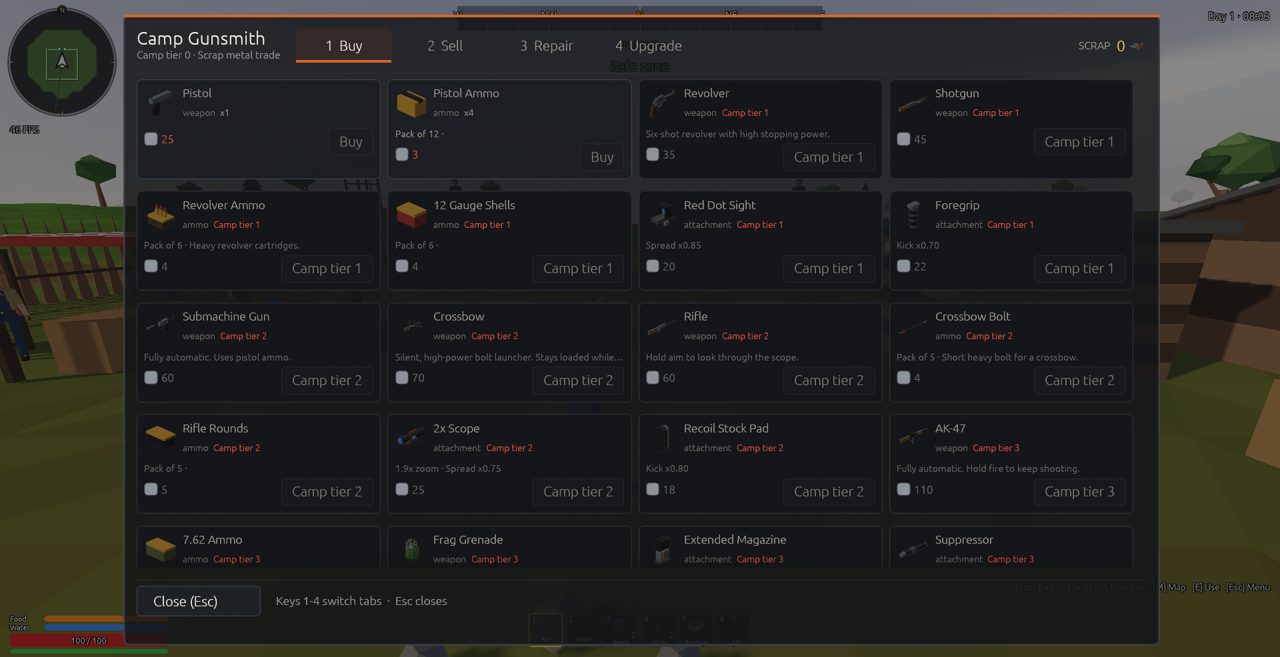 N
W NW N NE E
Day 1 · 08:03
Camp Gunsmith
Camp tier 0 · Scrap metal trade
1 Buy
2 Sell
3 Repair
4 Upgrade
SCRAP 0
Safe zone
46 FPS
Pistol
weapon x1
25
Buy
Pistol Ammo
ammo x4
Pack of 12 ·
3
Buy
Revolver
weapon Camp tier 1
Six-shot revolver with high stopping power.
35
Camp tier 1
Shotgun
weapon Camp tier 1
45
Camp tier 1
Revolver Ammo
ammo Camp tier 1
Pack of 6 · Heavy revolver cartridges.
4
Camp tier 1
12 Gauge Shells
ammo Camp tier 1
Pack of 6 ·
4
Camp tier 1
Red Dot Sight
attachment Camp tier 1
Spread x0.85
20
Camp tier 1
Foregrip
attachment Camp tier 1
Kick x0.70
22
Camp tier 1
Submachine Gun
weapon Camp tier 2
Fully automatic. Uses pistol ammo.
60
Camp tier 2
Crossbow
weapon Camp tier 2
Silent, high-power bolt launcher. Stays loaded while...
70
Camp tier 2
Rifle
weapon Camp tier 2
Hold aim to look through the scope.
60
Camp tier 2
Crossbow Bolt
ammo Camp tier 2
Pack of 5 · Short heavy bolt for a crossbow.
4
Camp tier 2
Rifle Rounds
ammo Camp tier 2
Pack of 5 ·
5
Camp tier 2
2x Scope
attachment Camp tier 2
1.9x zoom · Spread x0.75
25
Camp tier 2
Recoil Stock Pad
attachment Camp tier 2
Kick x0.80
18
Camp tier 2
AK-47
weapon Camp tier 3
Fully automatic. Hold fire to keep shooting.
110
Camp tier 3
7.62 Ammo
ammo Camp tier 3
Frag Grenade
weapon Camp tier 3
Extended Magazine
attachment Camp tier 3
Suppressor
attachment Camp tier 3
[Tab] Bag [L] Skills [J] Bounties [M] Map [E] Use [Esc] Menu
Close (Esc)
Keys 1-4 switch tabs · Esc closes
Food
Water
100 / 100